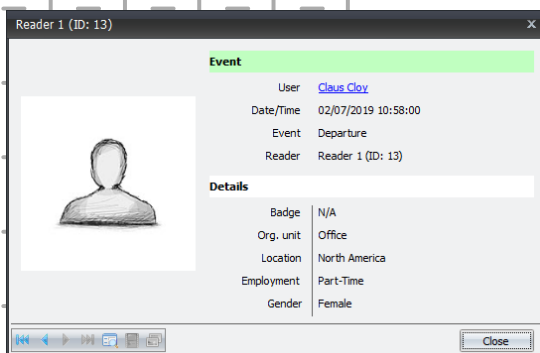 Reader 1 (ID: 13) x
Event
User Claus Cloy
Date/Time 02/07/2019 10:58:00
Event Departure
Reader Reader 1 (ID: 13)
Details
Badge N/A
Org. unit Office
Location North America
Employment Part-Time
Gender Female
Close